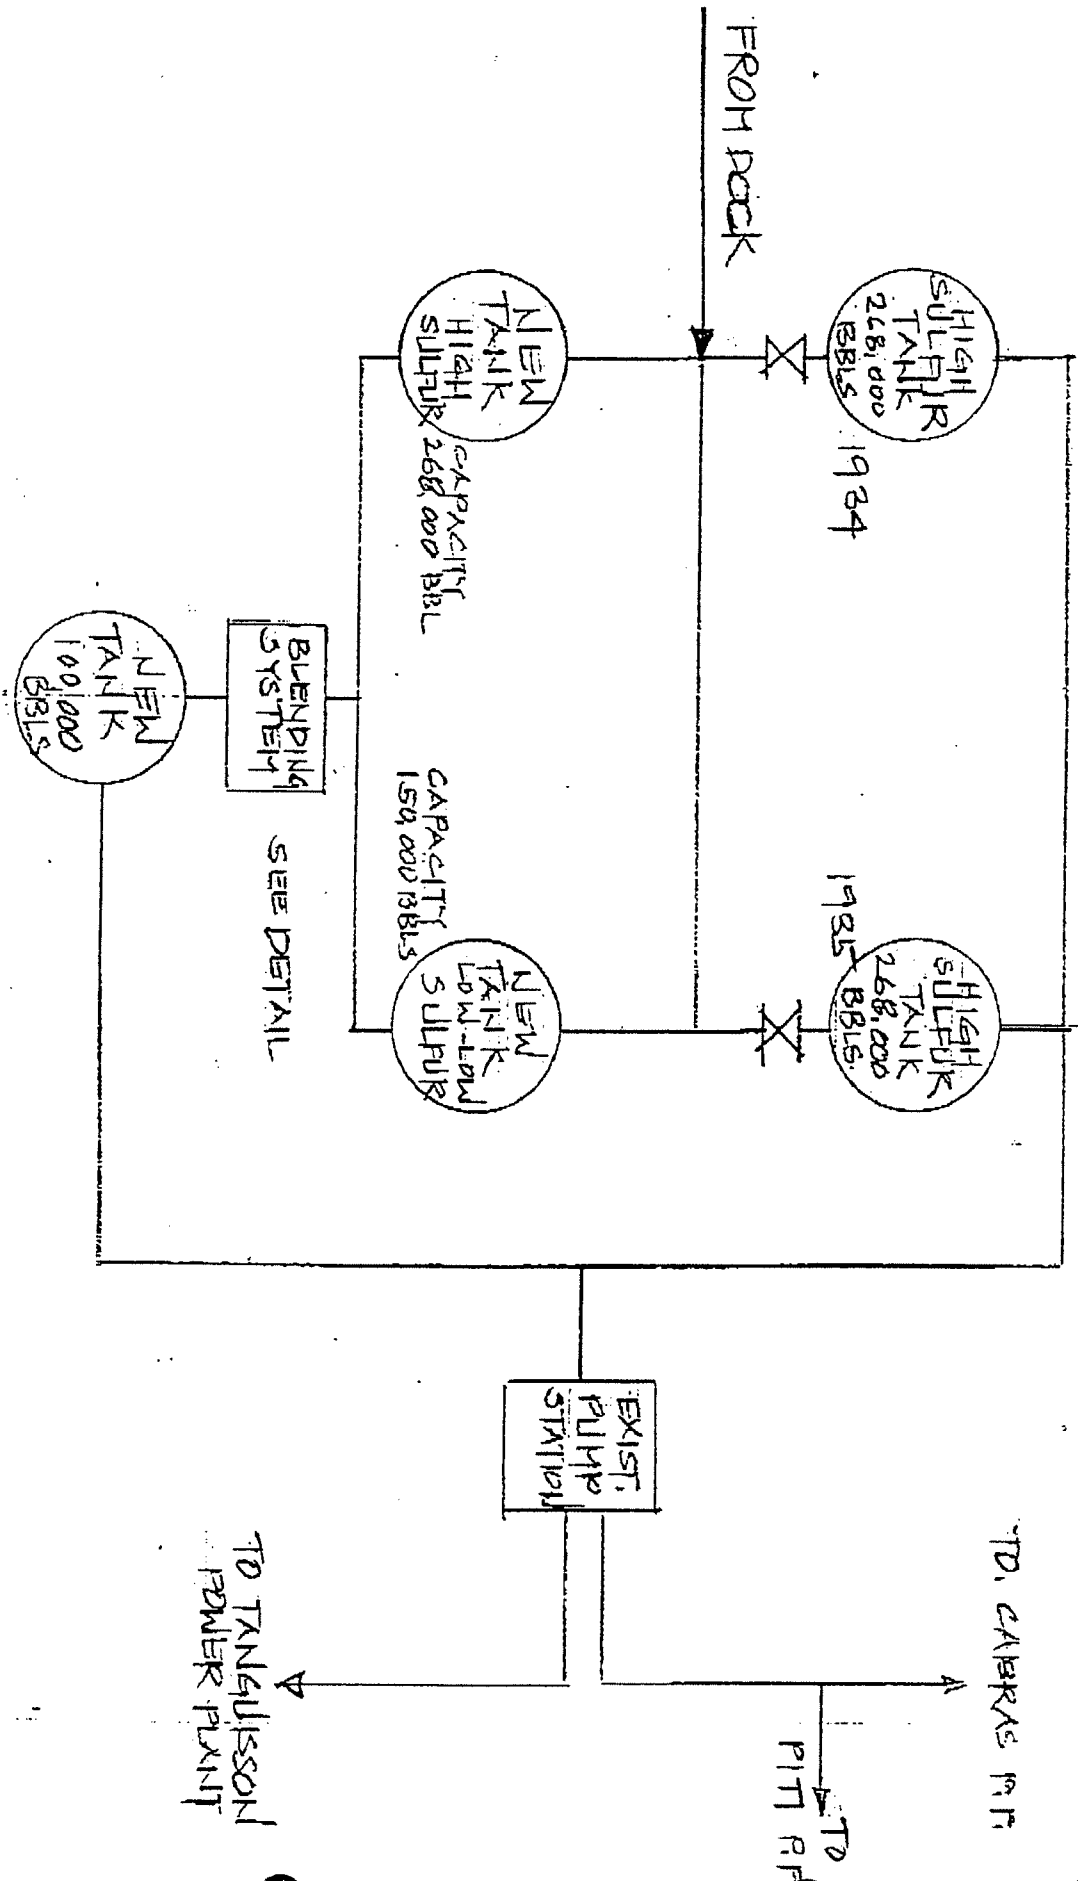 FROM DOCK
HIGH
SULFUR
TANK
268,000
BBLS
1984
HIGH
SULFUR
TANK
268,000
BBLS.
1985
NEW
TANK
HIGH
SULFUR
CAPACITY
268,000 BBL
NEW
TANK
LOW-LOW
SULFUR
CAPACITY
150,000 BBLS
BLENDING
SYSTEM
SEE DETAIL
NEW
TANK
100,000
BBLS
EXIST.
PUMP
STATION
TO. CABRAS P.P.
TO
PITI P.P
TO TANGUISSON
POWER PLANT